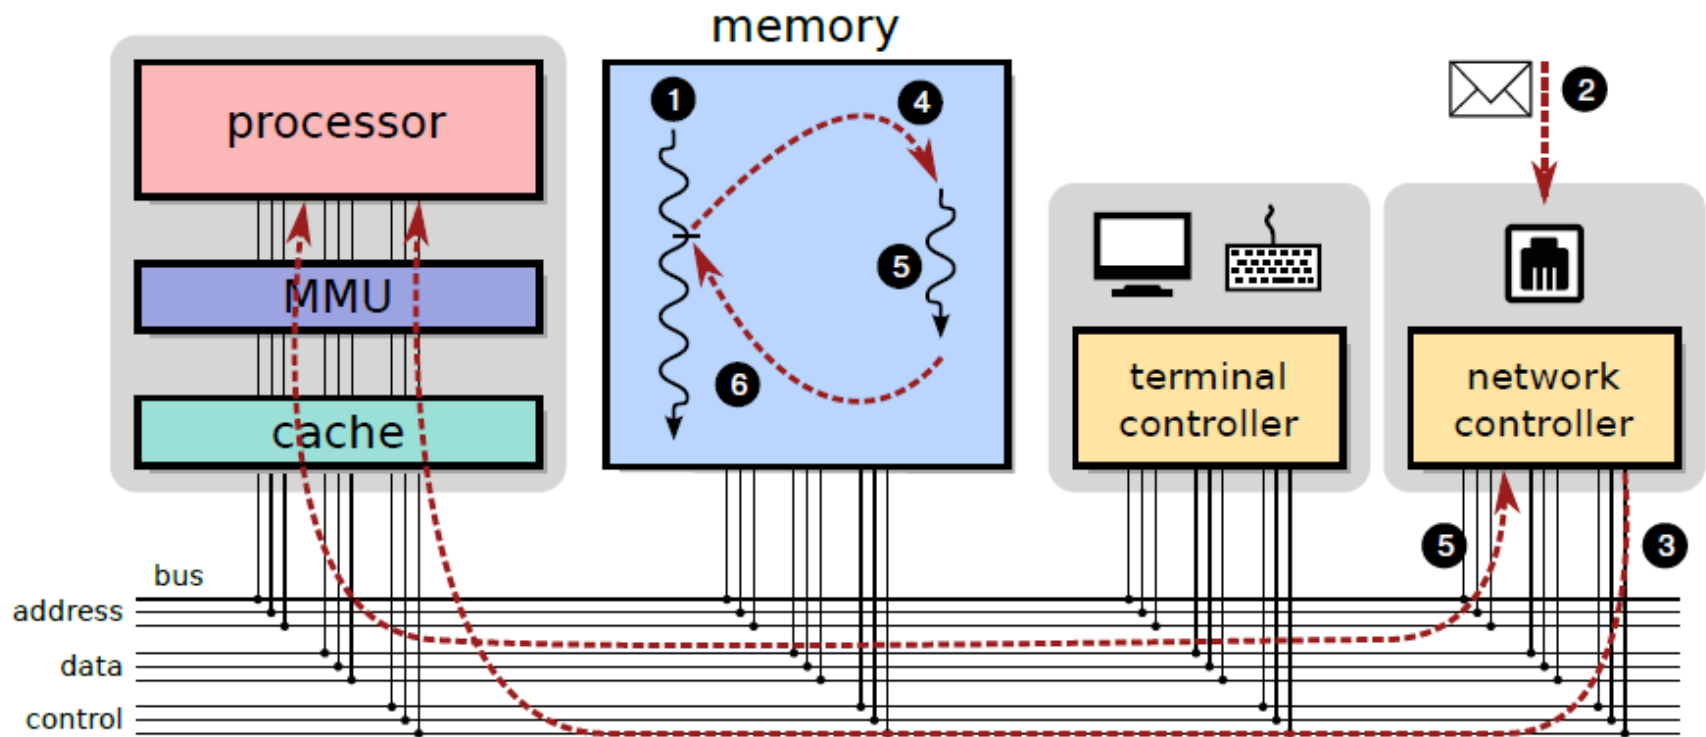 memory
processor
MMU
cache
1
4
5
6
2
terminal
controller
network
controller
5
3
bus
address
data
control